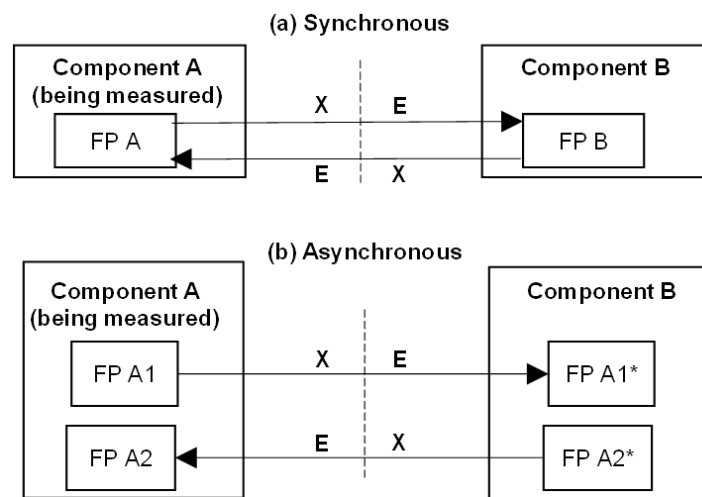 (a) Synchronous
Component A
(being measured)
Component B
X E
FP A
FP B
E X
(b) Asynchronous
Component A
(being measured)
Component B
X E
FP A1
FP A1*
E X
FP A2
FP A2*